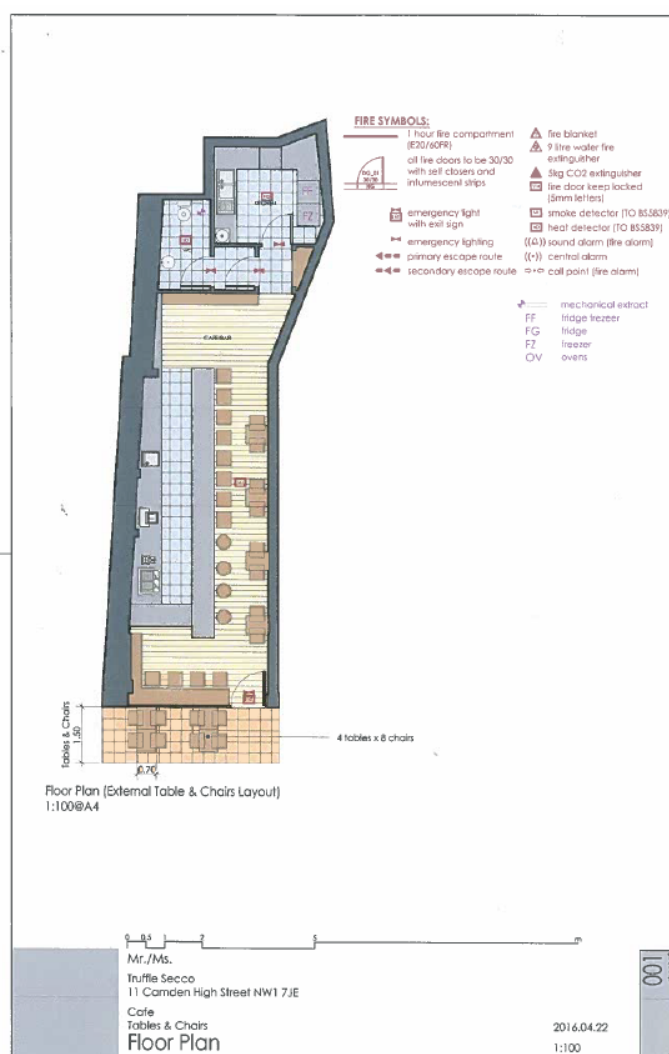 FIRE SYMBOLS:
1 hour fire compartment
(E20/60FR)
all fire doors to be 30/30
with self closers and
intumescent strips
emergency light
with exit sign
emergency lighting
primary escape route
secondary escape route
fire blanket
9 litre water fire
extinguisher
5kg CO2 extinguisher
fire door keep locked
(5mm letters)
smoke detector (TO BS5839)
heat detector (TO BS5839)
sound alarm (fire alarm)
central alarm
call point (fire alarm)
mechanical extract
FF fridge frezeer
FG fridge
FZ freezer
OV ovens
FF
FZ
Tables & Chairs
1.50
0.70
4 tables x 8 chairs
Floor Plan (External Table & Chairs Layout)
1:100@A4
0 0.5 1 2 5 m
Mr./Ms.
Truffle Secco
11 Camden High Street NW1 7JE
Cafe
Tables & Chairs
Floor Plan
2016.04.22
1:100
001